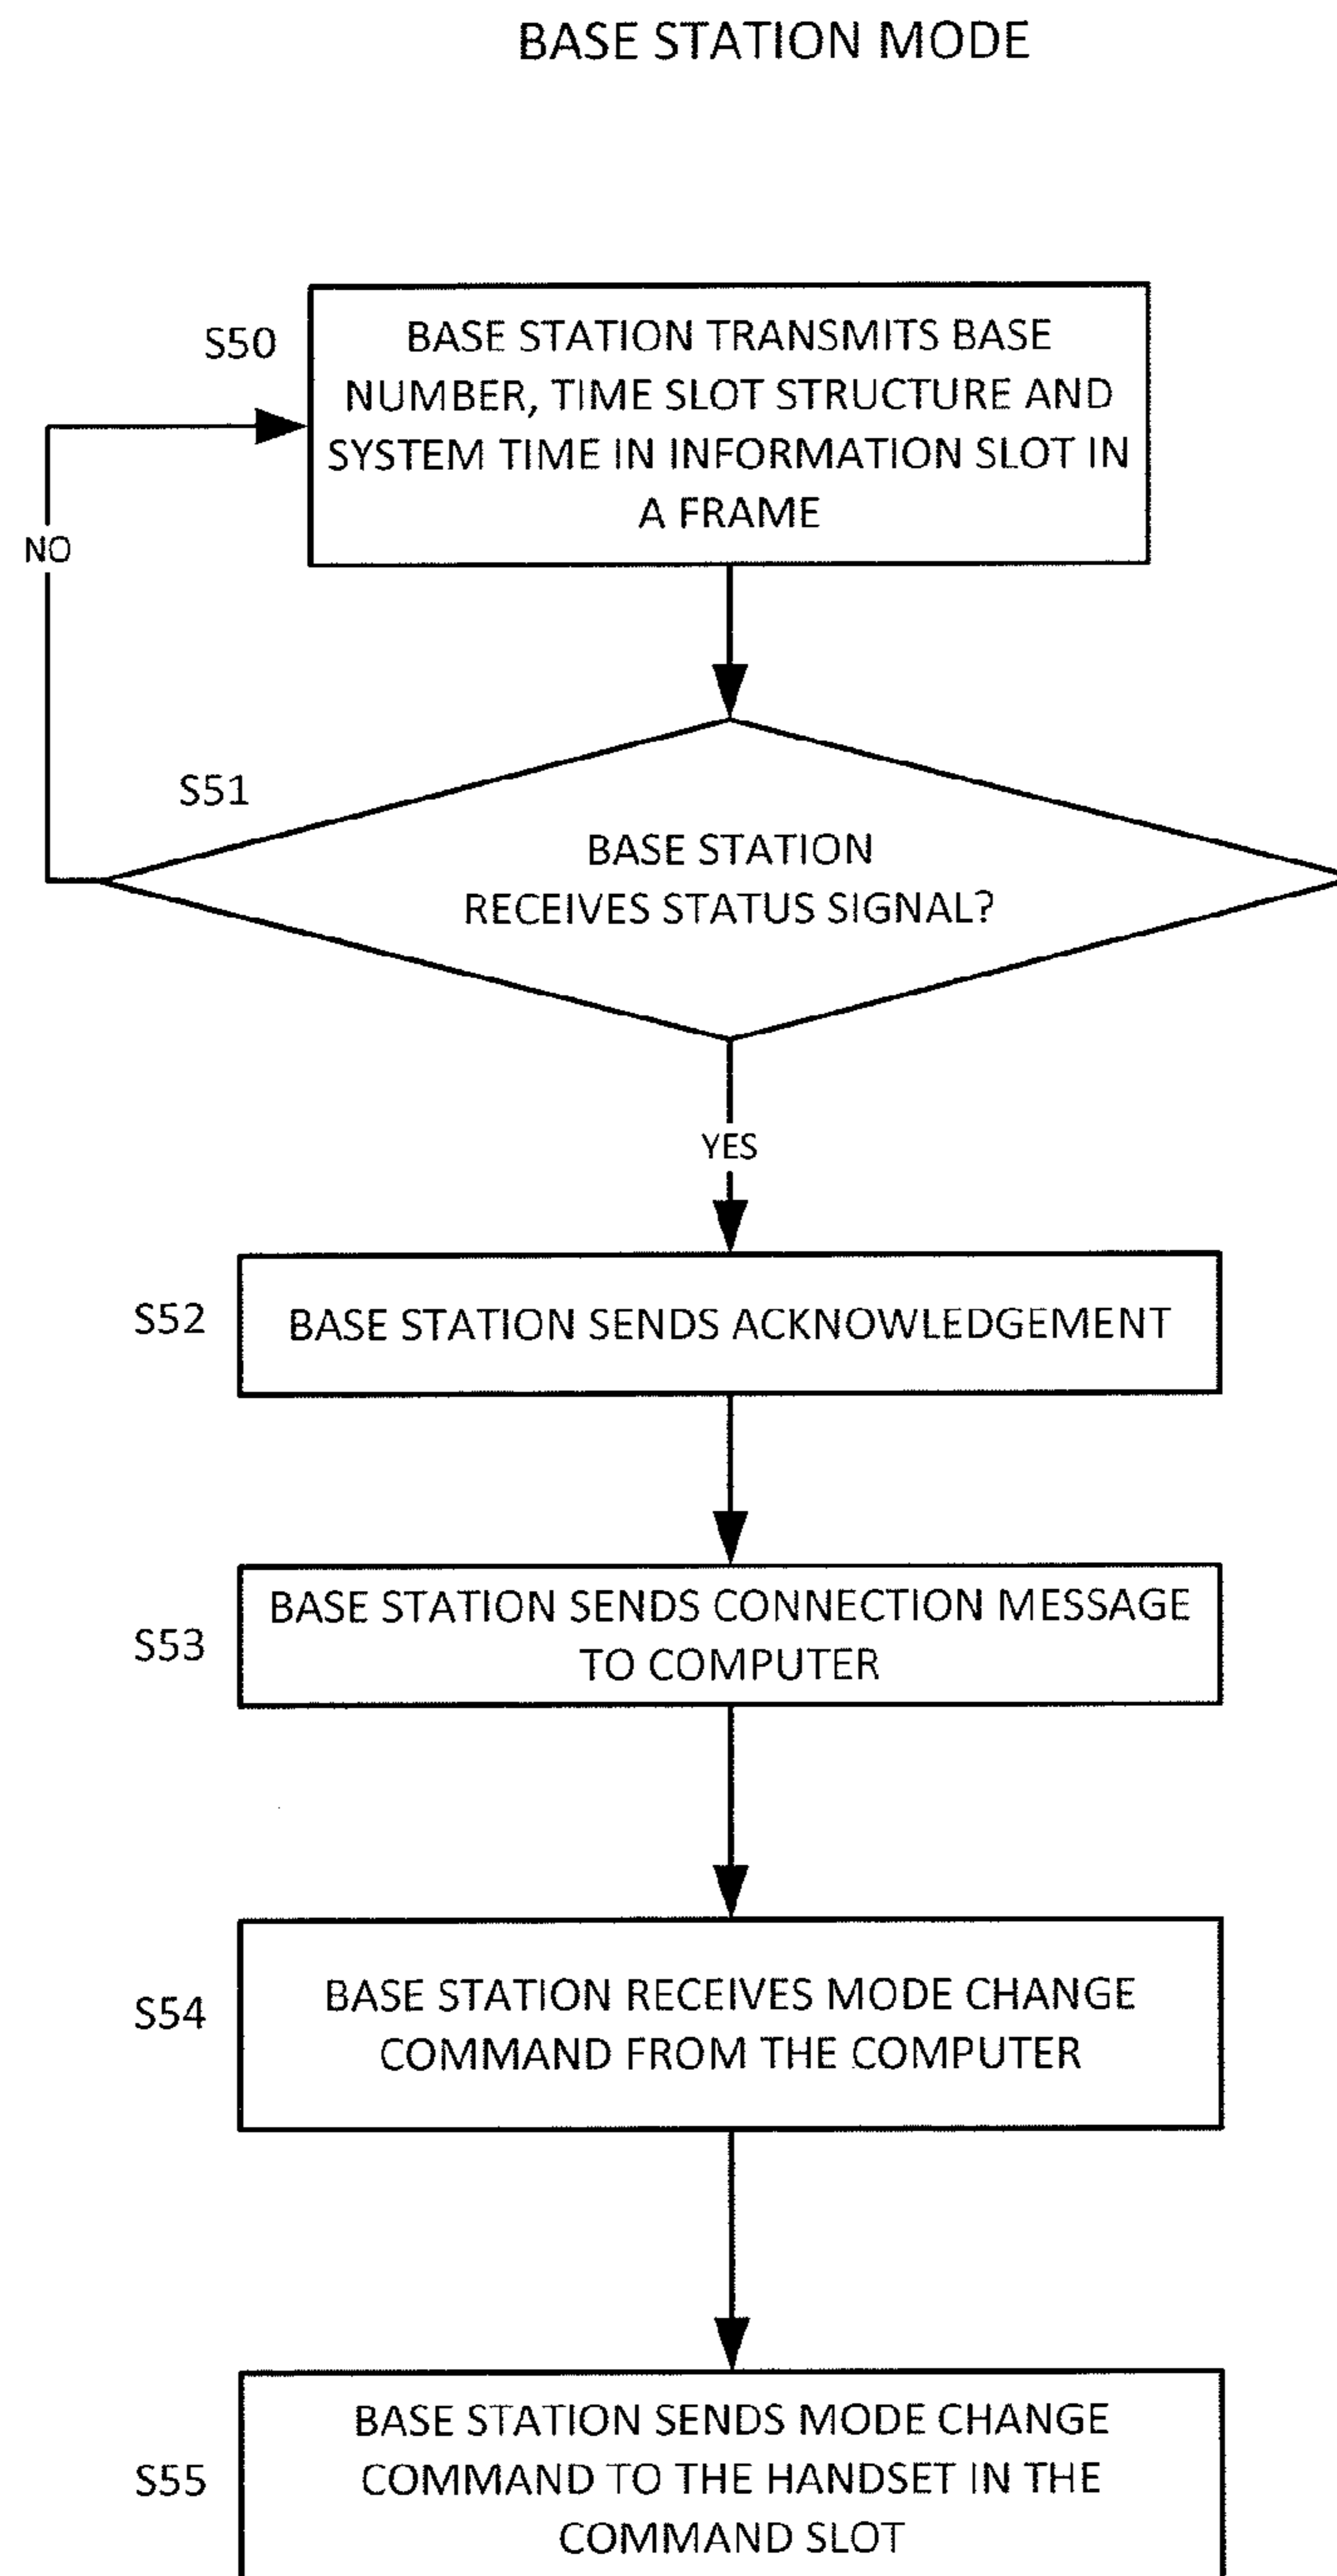 BASE STATION MODE
S50
BASE STATION TRANSMITS BASE
NUMBER, TIME SLOT STRUCTURE AND
SYSTEM TIME IN INFORMATION SLOT IN
A FRAME
NO
S51
BASE STATION
RECEIVES STATUS SIGNAL?
YES
S52
BASE STATION SENDS ACKNOWLEDGEMENT
S53
BASE STATION SENDS CONNECTION MESSAGE
TO COMPUTER
S54
BASE STATION RECEIVES MODE CHANGE
COMMAND FROM THE COMPUTER
S55
BASE STATION SENDS MODE CHANGE
COMMAND TO THE HANDSET IN THE
COMMAND SLOT